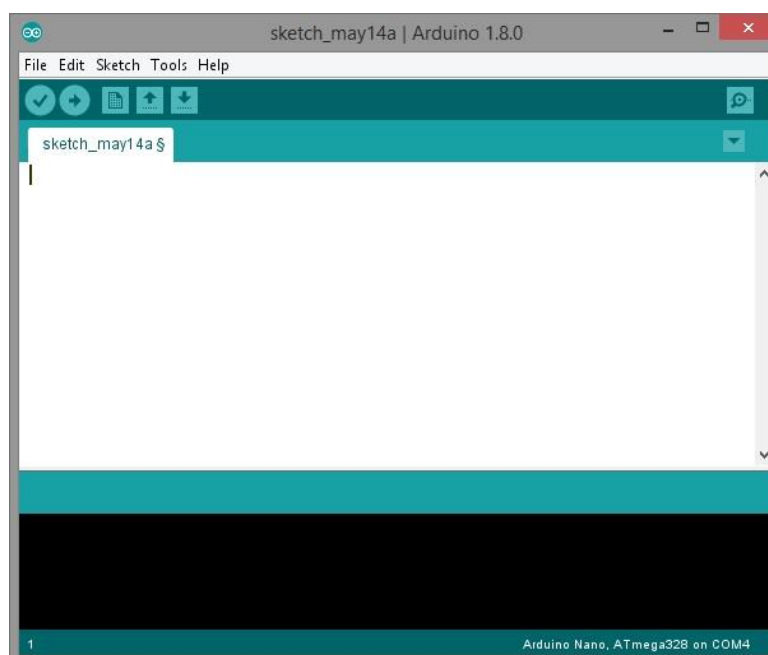 sketch_may14a | Arduino 1.8.0
File Edit Sketch Tools Help
sketch_may14a §
1
Arduino Nano, ATmega328 on COM4